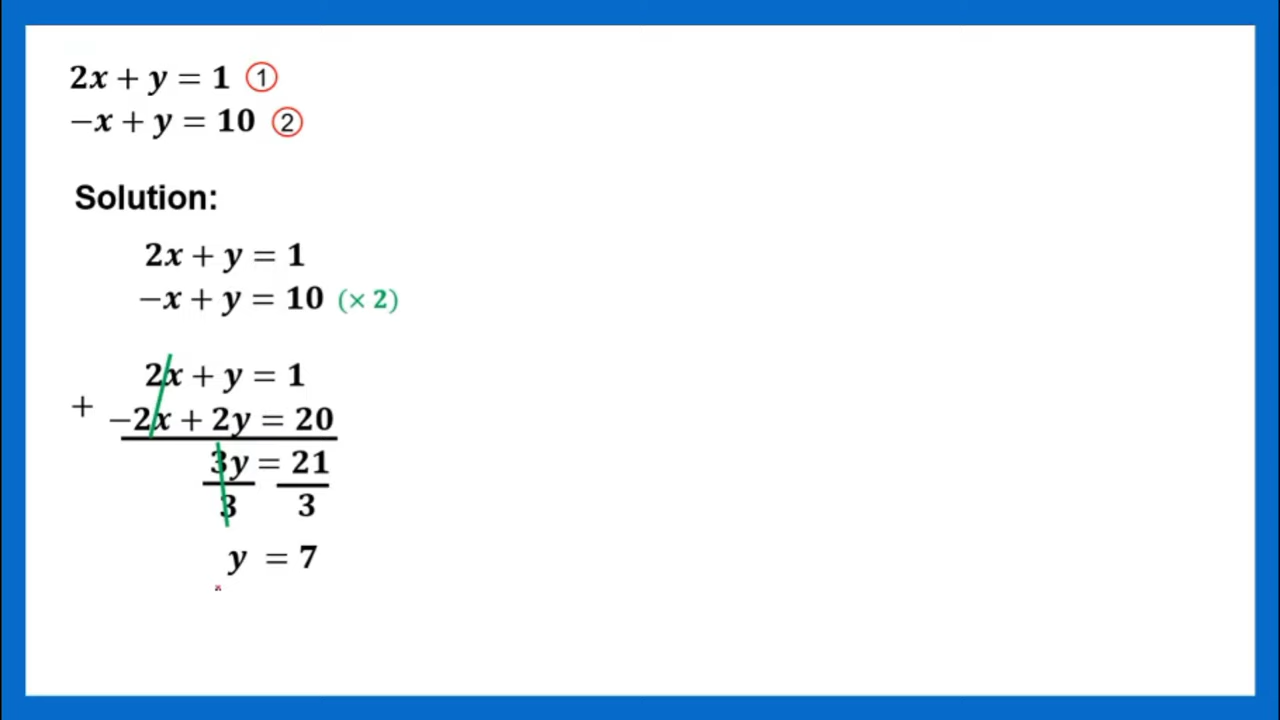 2x + y = 1 ①
−x + y = 10 ②
Solution:
2x + y = 1
−x + y = 10 (× 2)
2x + y = 1
+ −2x + 2y = 20
3y = 21
3 3
y = 7